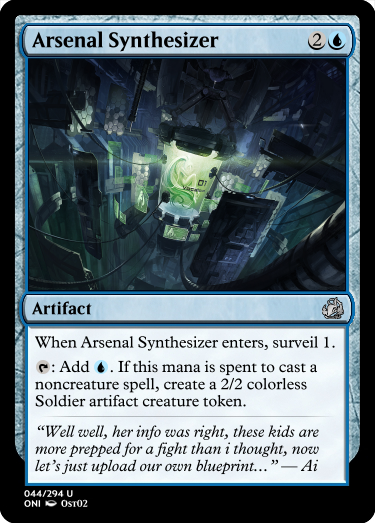 Arsenal Synthesizer 2
01
Artifact
When Arsenal Synthesizer enters, surveil 1.
: Add . If this mana is spent to cast a
noncreature spell, create a 2/2 colorless
Soldier artifact creature token.
“Well well, her info was right, these kids are
more prepped for a fight than i thought, now
let's just upload our own blueprint...” — Ai
044/294 U
ONI Ost02